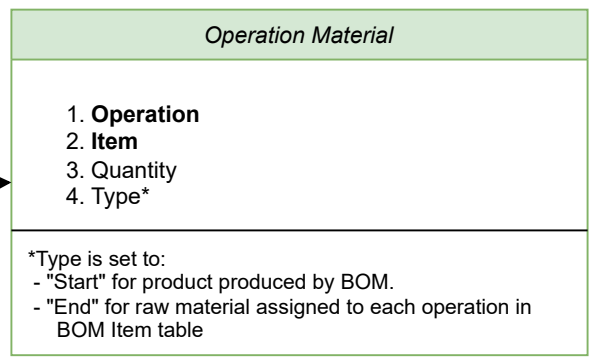 Operation Material
1. Operation
2. Item
3. Quantity
4. Type*
*Type is set to:
- "Start" for product produced by BOM.
- "End" for raw material assigned to each operation in
BOM Item table